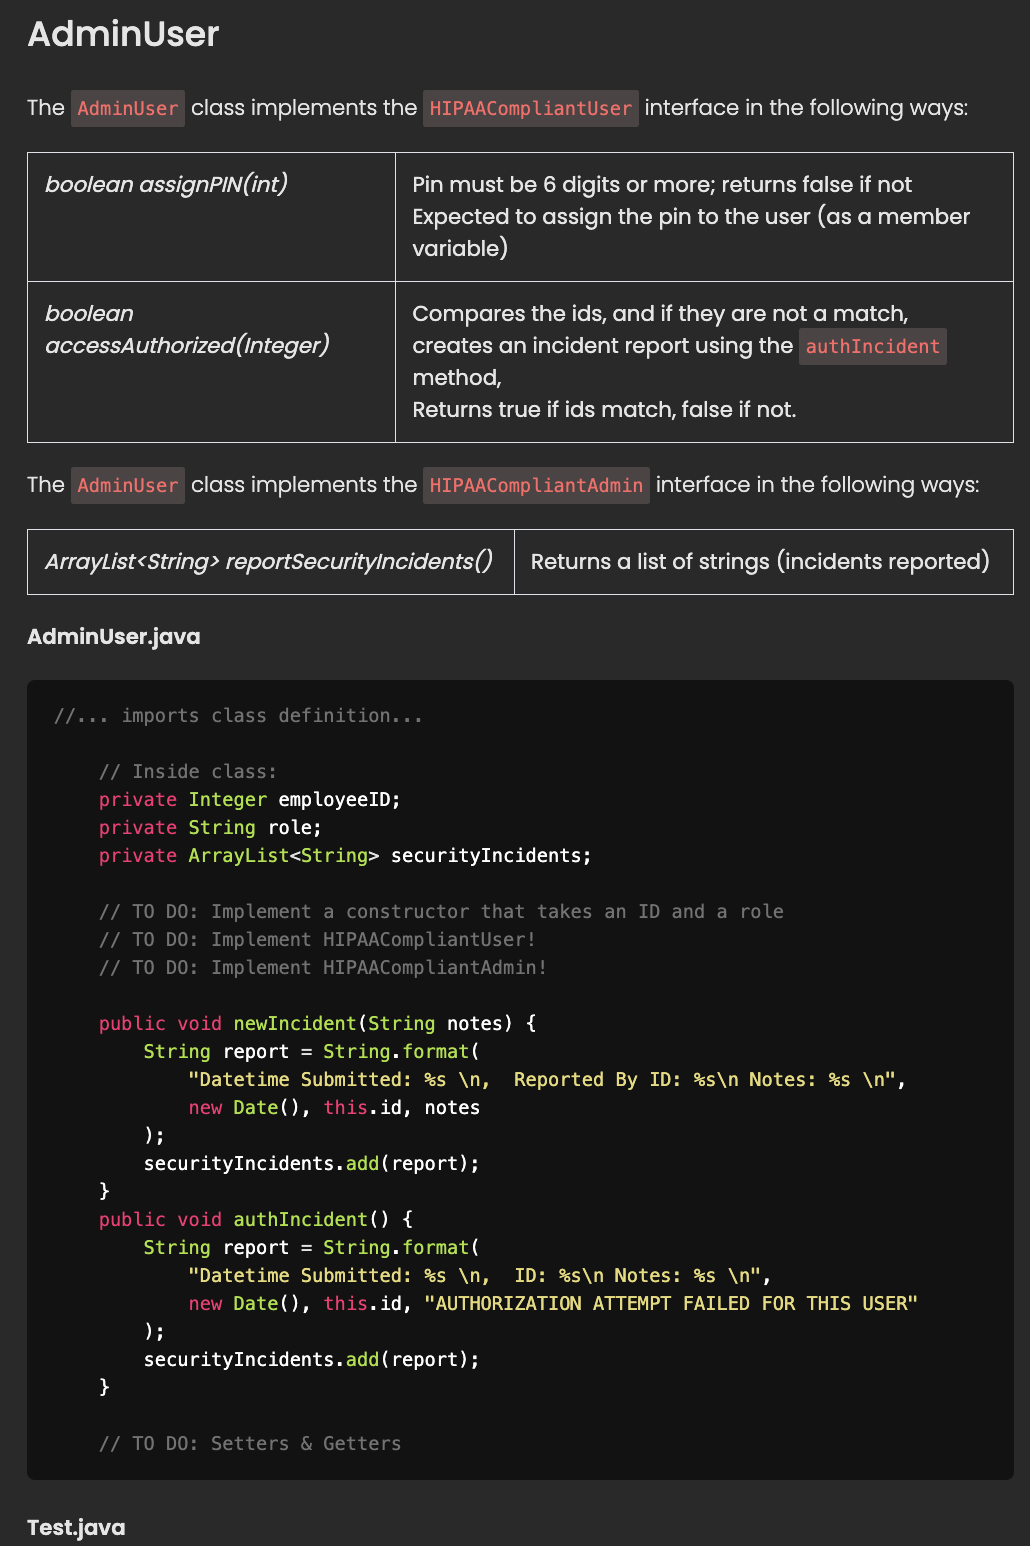 AdminUser
The AdminUser class implements the HIPAACompliantUser interface in the following ways:
boolean assignPIN(int)
Pin must be 6 digits or more; returns false if not
Expected to assign the pin to the user (as a member
variable)
boolean
accessAuthorized(Integer)
Compares the ids, and if they are not a match,
creates an incident report using the authIncident
method,
Returns true if ids match, false if not.
The AdminUser class implements the HIPAACompliantAdmin interface in the following ways:
ArrayList<String> reportSecurityIncidents()
Returns a list of strings (incidents reported)
AdminUser.java
//... imports class definition...
    // Inside class:
    private Integer employeeID;
    private String role;
    private ArrayList<String> securityIncidents;
    // TO DO: Implement a constructor that takes an ID and a role
    // TO DO: Implement HIPAACompliantUser!
    // TO DO: Implement HIPAACompliantAdmin!
    public void newIncident(String notes) {
        String report = String.format(
            "Datetime Submitted: %s \n,  Reported By ID: %s\n Notes: %s \n",
            new Date(), this.id, notes
        );
        securityIncidents.add(report);
    }
    public void authIncident() {
        String report = String.format(
            "Datetime Submitted: %s \n,  ID: %s\n Notes: %s \n",
            new Date(), this.id, "AUTHORIZATION ATTEMPT FAILED FOR THIS USER"
        );
        securityIncidents.add(report);
    }
    // TO DO: Setters & Getters
Test.java